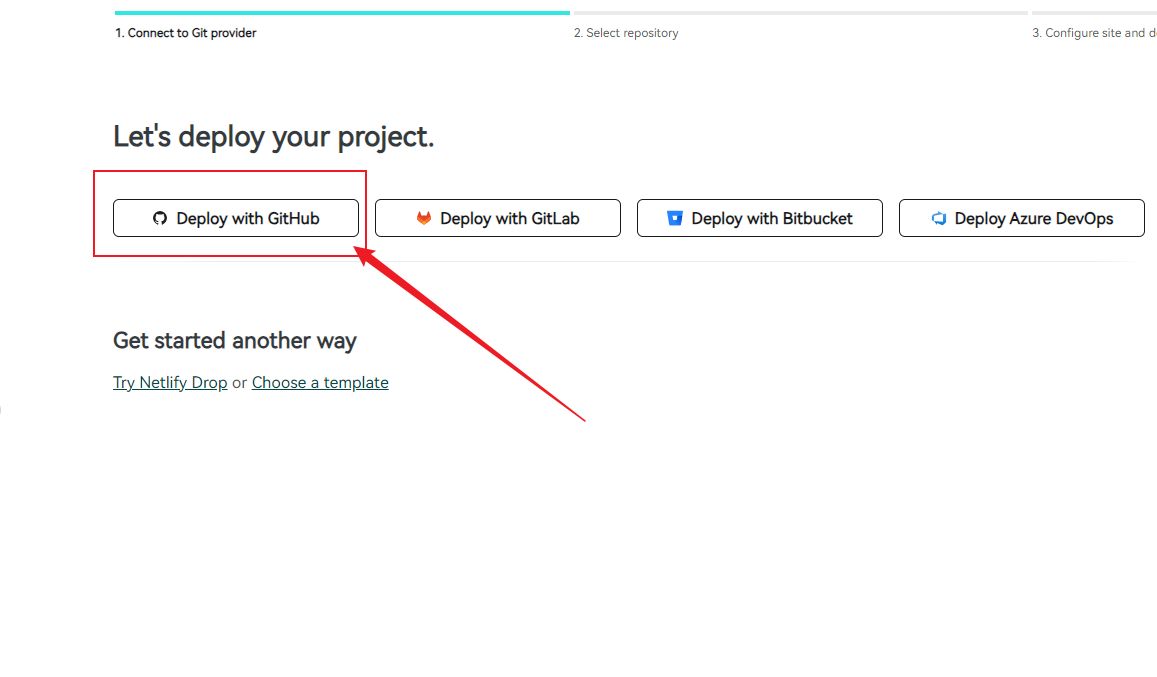 1. Connect to Git provider
2. Select repository
3. Configure site and d
Let's deploy your project.
Deploy with GitHub
Deploy with GitLab
Deploy with Bitbucket
Deploy Azure DevOps
Get started another way
Try Netlify Drop or Choose a template